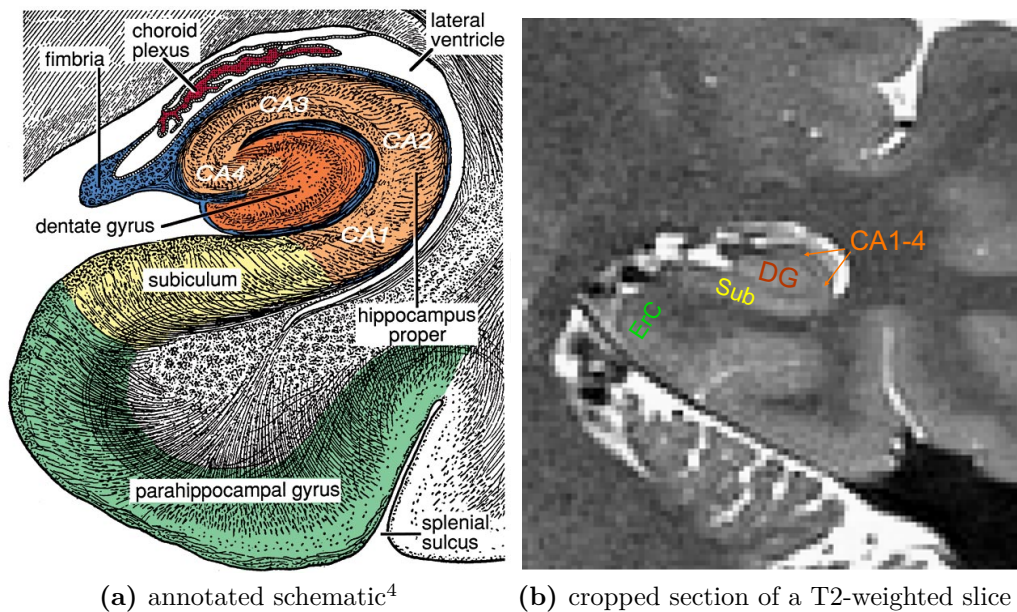 choroid
plexus
fimbria
lateral
ventricle
CA3
CA2
CA4
dentate gyrus
CA1
subiculum
hippocampus
proper
parahippocampal gyrus
splenial
sulcus
CA1-4
DG
Sub
ErC
(a) annotated schematic⁴
(b) cropped section of a T2-weighted slice